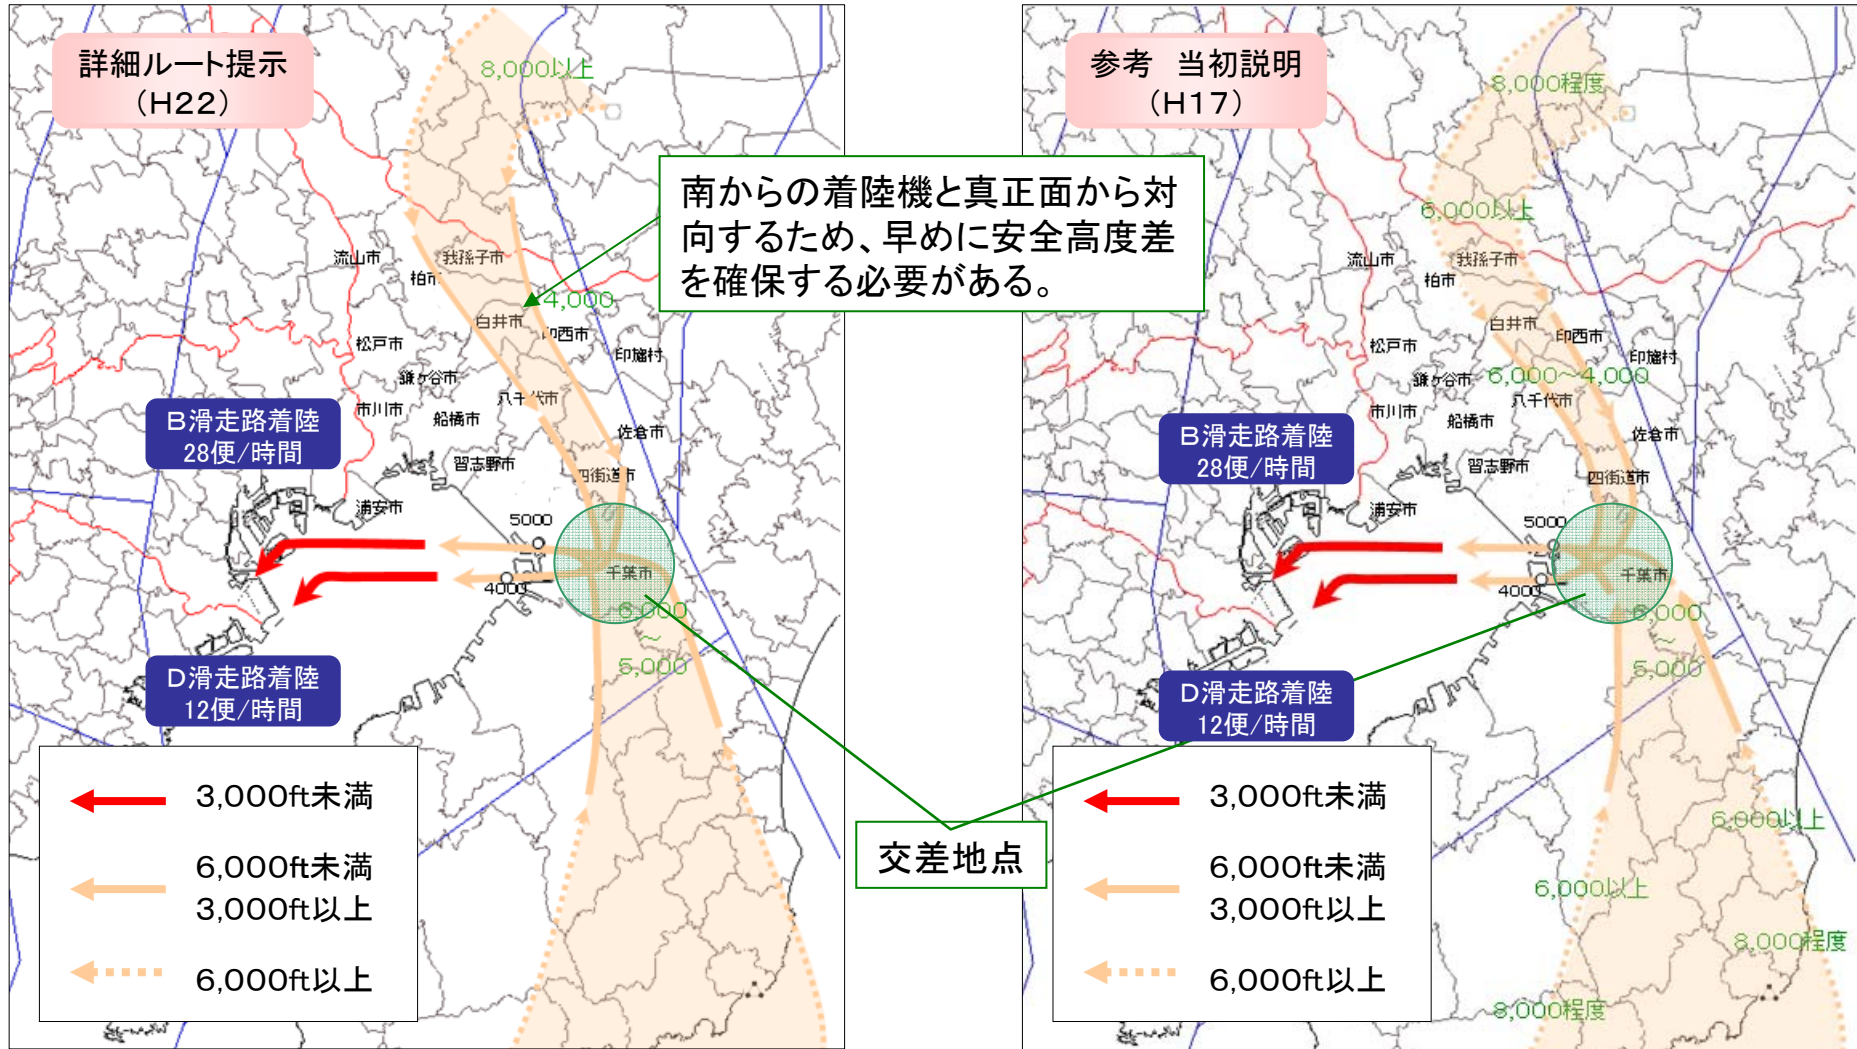 詳細ルート提示
（H22）
8,000以上
南からの着陸機と真正面から対
向するため、早めに安全高度差
を確保する必要がある。
流山市
我孫子市
柏市
4,000
白井市
印西市
松戸市
印旛村
鎌ヶ谷市
八千代市
市川市
船橋市
佐倉市
B滑走路着陸
28便/時間
習志野市
四街道市
浦安市
5000
千葉市
4000
6,000
～
5,000
D滑走路着陸
12便/時間
3,000ft未満
6,000ft未満
3,000ft以上
6,000ft以上
交差地点
参考　当初説明
（H17）
8,000程度
6,000以上
流山市
我孫子市
柏市
白井市
印西市
松戸市
印旛村
鎌ヶ谷市
6,000～4,000
八千代市
市川市
船橋市
佐倉市
B滑走路着陸
28便/時間
習志野市
四街道市
浦安市
5000
千葉市
4000
6,000
～
5,000
D滑走路着陸
12便/時間
6,000以上
6,000以上
8,000程度
8,000程度
3,000ft未満
6,000ft未満
3,000ft以上
6,000ft以上